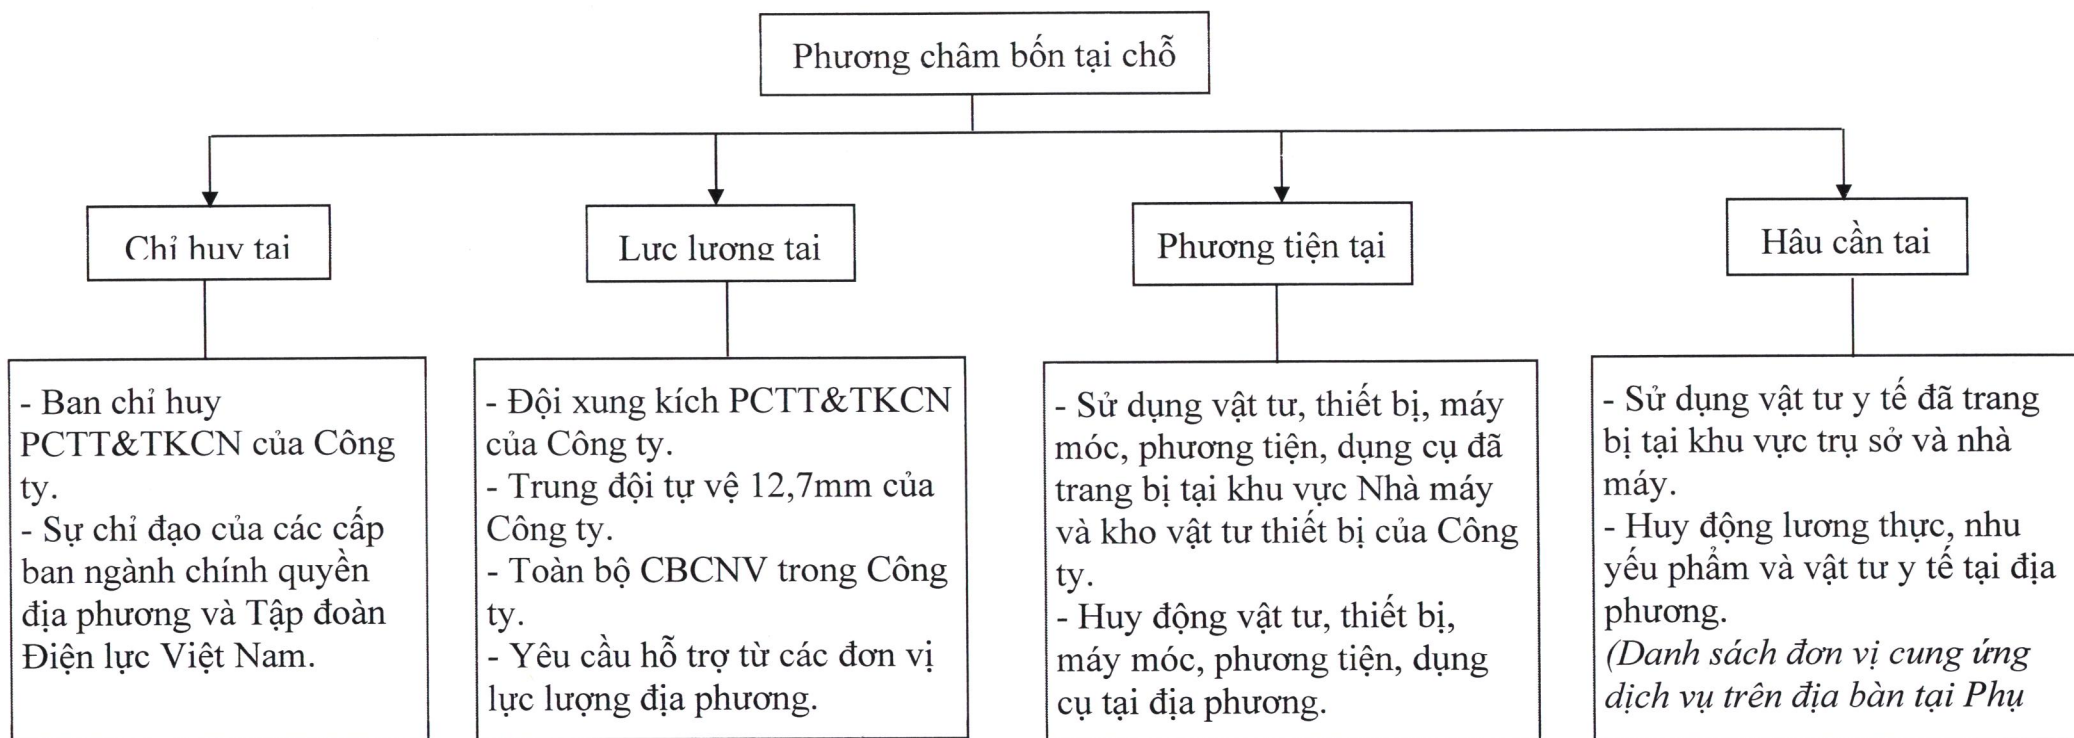 Phương châm bốn tại chỗ
Chỉ huy tại
Lực lượng tại
Phương tiện tại
Hậu cần tại
- Ban chỉ huy
PCTT&TKCN của Công
ty.
- Sự chỉ đạo của các cấp
ban ngành chính quyền
địa phương và Tập đoàn
Điện lực Việt Nam.
- Đội xung kích PCTT&TKCN
của Công ty.
- Trung đội tự vệ 12,7mm của
Công ty.
- Toàn bộ CBCNV trong Công
ty.
- Yêu cầu hỗ trợ từ các đơn vị
lực lượng địa phương.
- Sử dụng vật tư, thiết bị, máy
móc, phương tiện, dụng cụ đã
trang bị tại khu vực Nhà máy
và kho vật tư thiết bị của Công
ty.
- Huy động vật tư, thiết bị,
máy móc, phương tiện, dụng
cụ tại địa phương.
- Sử dụng vật tư y tế đã trang
bị tại khu vực trụ sở và nhà
máy.
- Huy động lương thực, nhu
yếu phẩm và vật tư y tế tại địa
phương.
(Danh sách đơn vị cung ứng
dịch vụ trên địa bàn tại Phụ